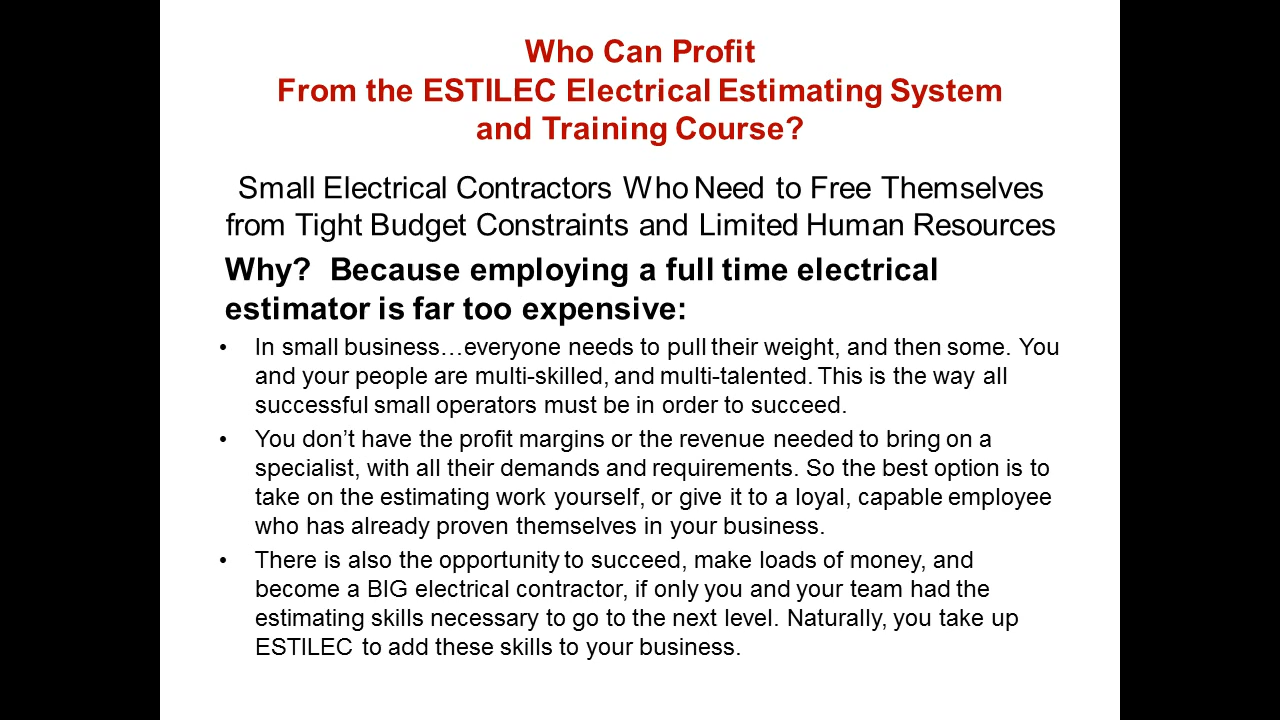 Who Can Profit
From the ESTILEC Electrical Estimating System
and Training Course?
Small Electrical Contractors Who Need to Free Themselves
from Tight Budget Constraints and Limited Human Resources
Why?  Because employing a full time electrical
estimator is far too expensive:
• In small business…everyone needs to pull their weight, and then some. You
and your people are multi-skilled, and multi-talented. This is the way all
successful small operators must be in order to succeed.
• You don’t have the profit margins or the revenue needed to bring on a
specialist, with all their demands and requirements. So the best option is to
take on the estimating work yourself, or give it to a loyal, capable employee
who has already proven themselves in your business.
• There is also the opportunity to succeed, make loads of money, and
become a BIG electrical contractor, if only you and your team had the
estimating skills necessary to go to the next level. Naturally, you take up
ESTILEC to add these skills to your business.